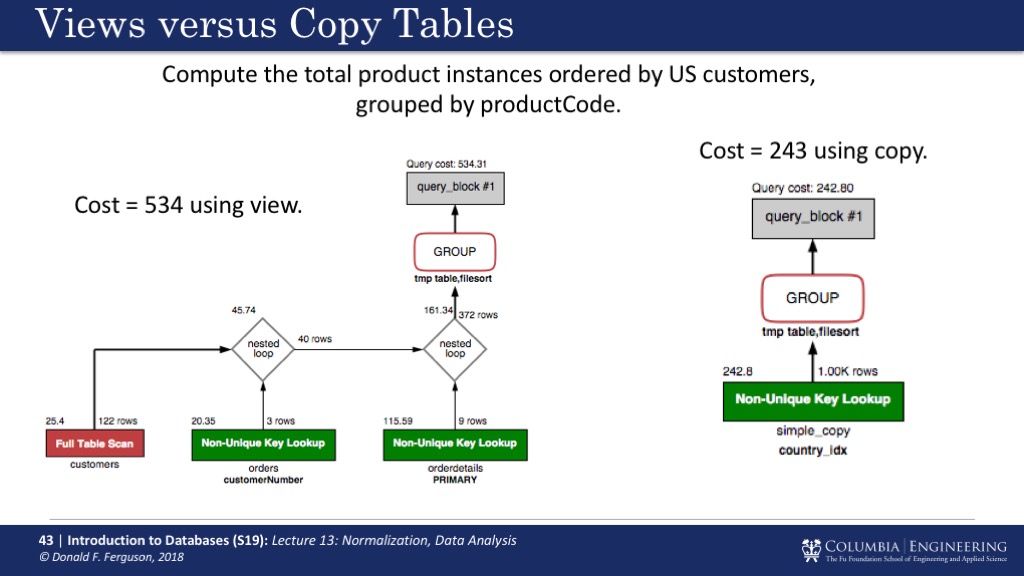 Views versus Copy Tables
Compute the total product instances ordered by US customers,
grouped by productCode.
Cost = 534 using view.
Query cost: 534.31
query_block #1
GROUP
tmp table,filesort
161.34 372 rows
45.74
nested
loop
40 rows
nested
loop
25.4 122 rows
Full Table Scan
customers
20.35 3 rows
Non-Unique Key Lookup
orders
customerNumber
115.59 9 rows
Non-Unique Key Lookup
orderdetails
PRIMARY
Cost = 243 using copy.
Query cost: 242.80
query_block #1
GROUP
tmp table,filesort
242.8 1.00K rows
Non-Unique Key Lookup
simple_copy
country_idx
43 | Introduction to Databases (S19): Lecture 13: Normalization, Data Analysis
© Donald F. Ferguson, 2018
COLUMBIA | ENGINEERING
The Fu Foundation School of Engineering and Applied Science